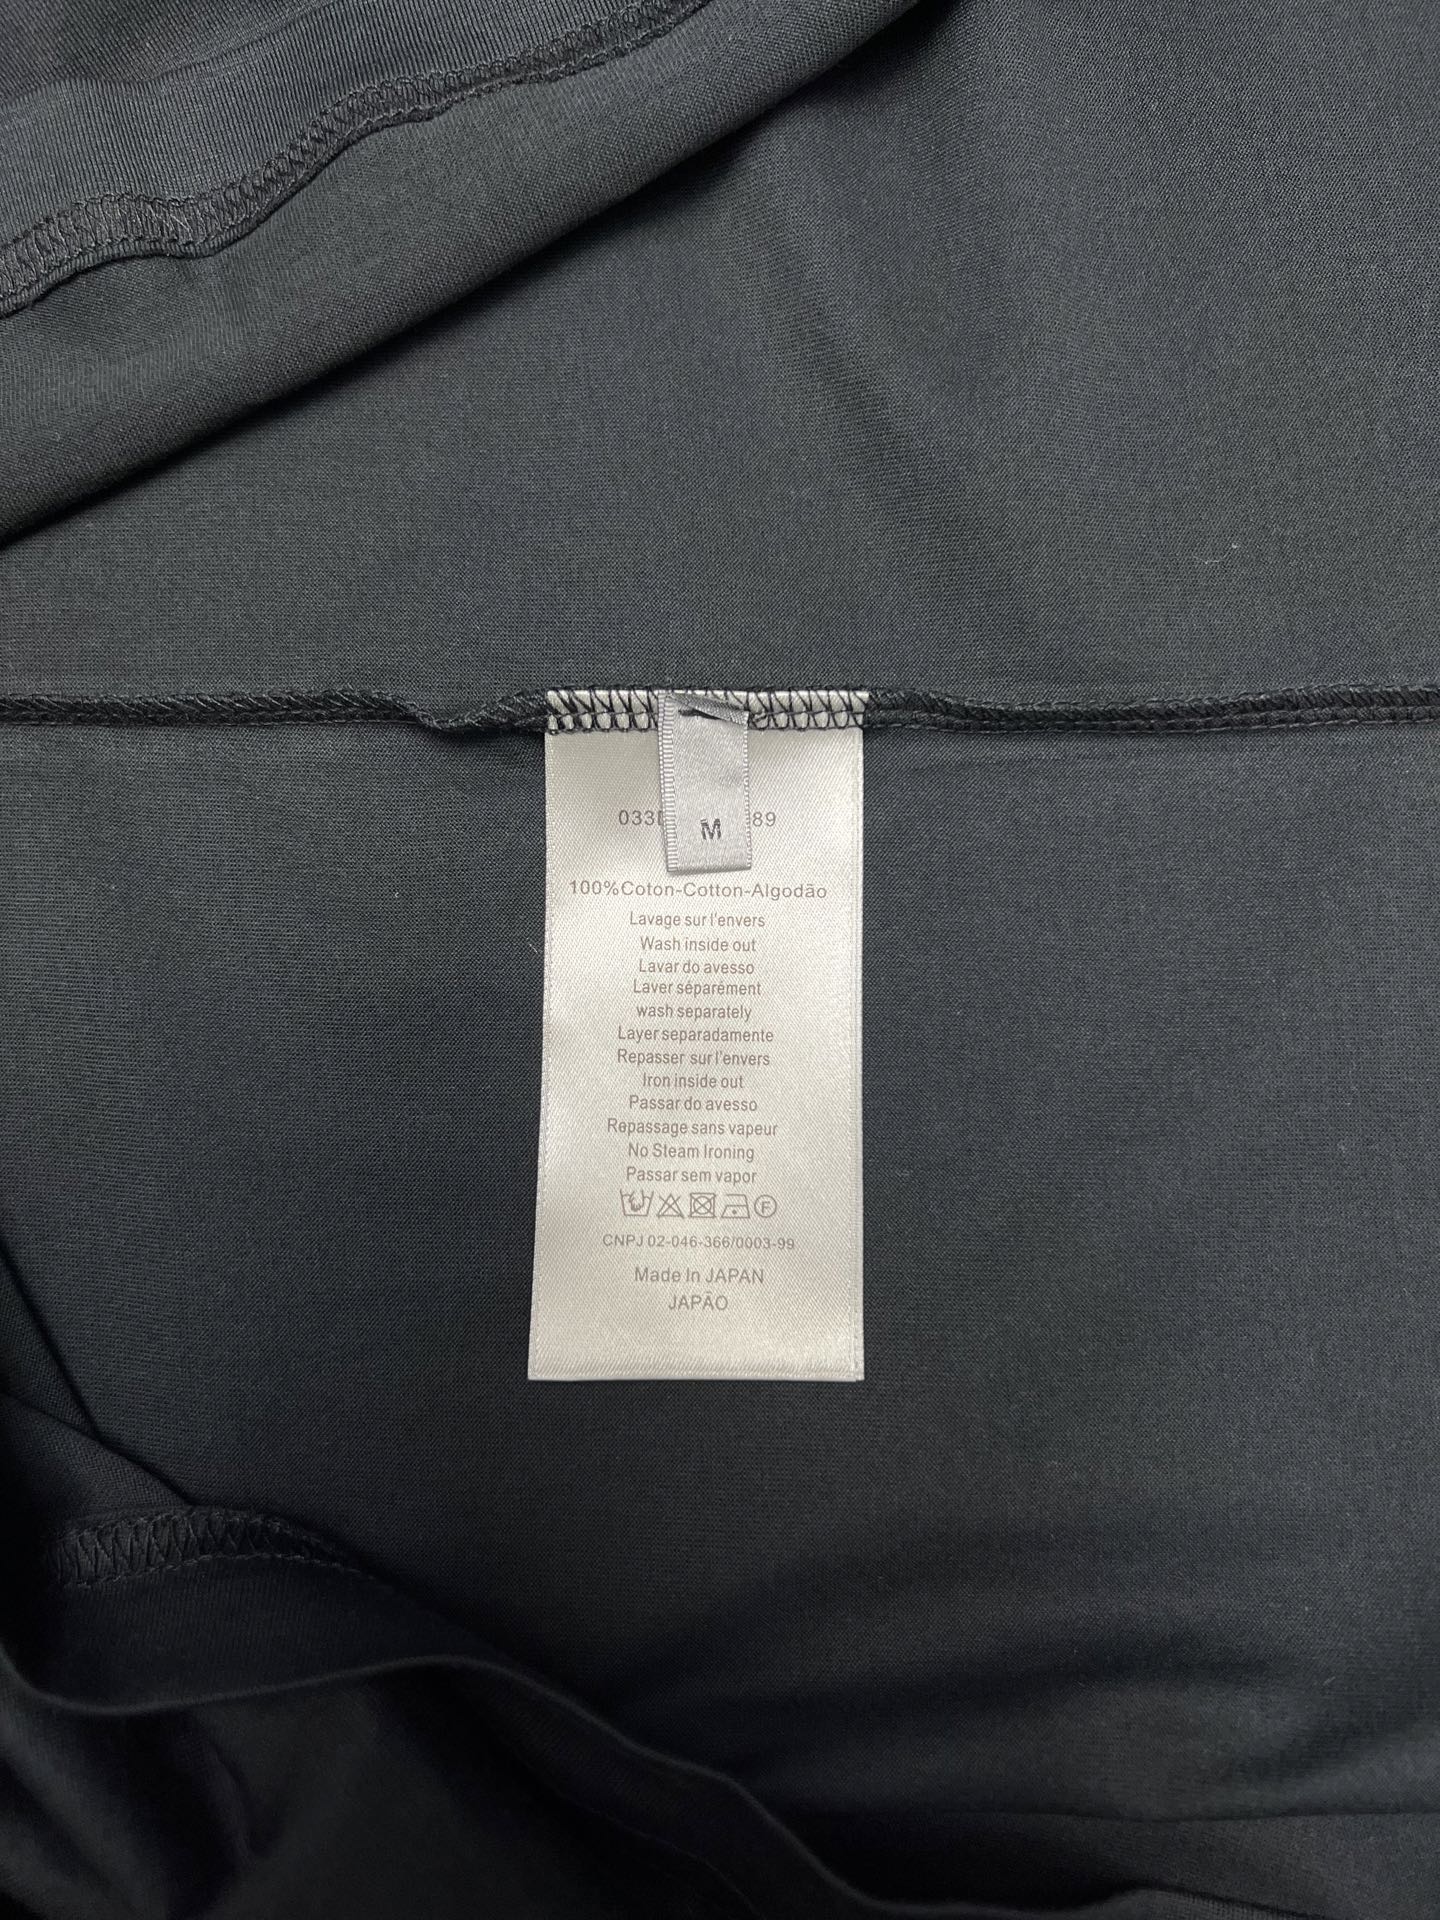 M
89
100%Coton-Cotton-Algodão
Lavage sur l'envers
Wash inside out
Lavar do avesso
Laver séparément
wash separately
Layer separadamente
Repasser sur l'envers
Iron inside out
Passar do avesso
Repassage sans vapeur
No Steam Ironing
Passar sem vapor
F
CNPJ 02-046-366/0003-99
Made In JAPAN
JAPÃO